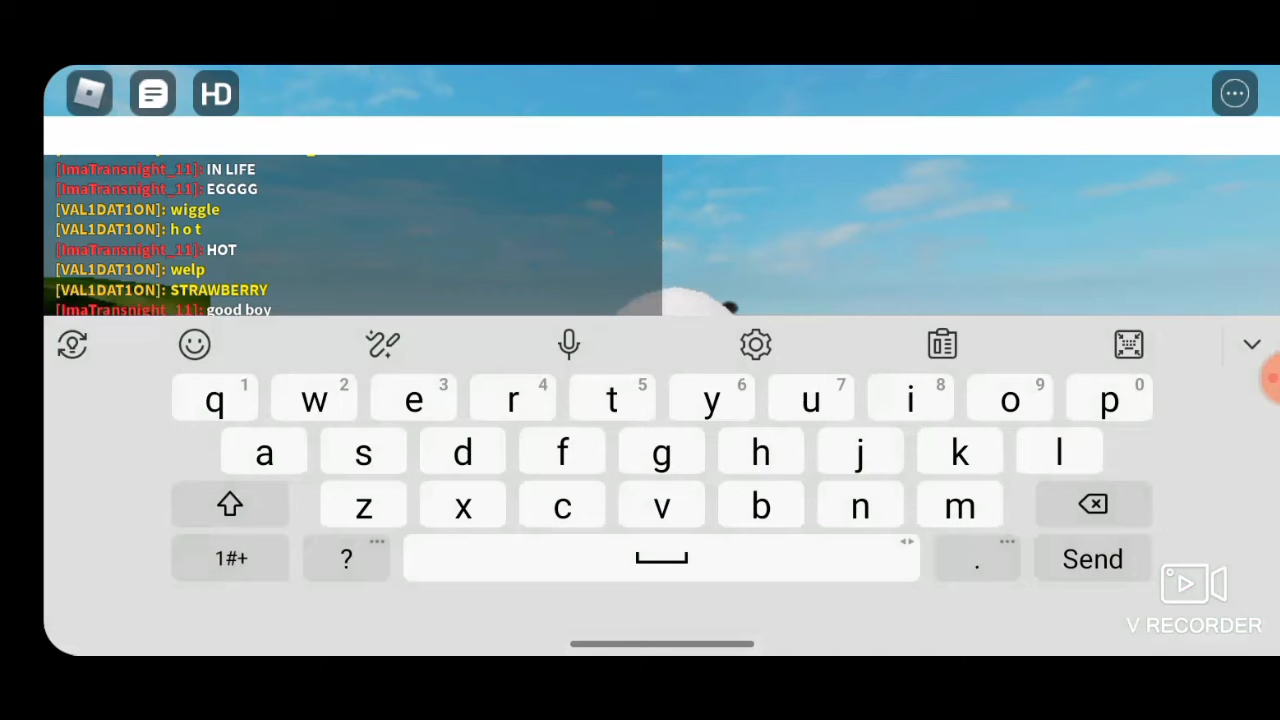 HD
[ImaTransnight_11]: IN LIFE
[ImaTransnight_11]: EGGGG
[VAL1DAT1ON]: wiggle
[VAL1DAT1ON]: h o t
[ImaTransnight_11]: HOT
[VAL1DAT1ON]: welp
[VAL1DAT1ON]: STRAWBERRY
[ImaTransnight_11]: good boy
q 1 w 2 e 3 r 4 t 5 y 6 u 7 i 8 o 9 p 0
a s d f g h j k l
z x c v b n m
1#+ ? . Send
V RECORDER